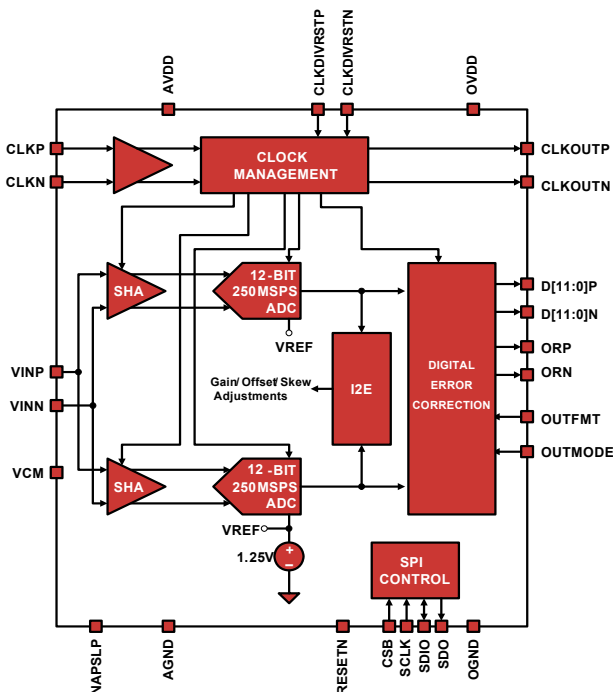 AVDD
CLKDIVRSTP
CLKDIVRSTN
OVDD
CLKP
CLKN
CLOCK
MANAGEMENT
CLKOUTP
CLKOUTN
SHA
12-BIT
250MSPS
ADC
VREF
D[11:0]P
D[11:0]N
ORP
ORN
OUTFMT
OUTMODE
DIGITAL
ERROR
CORRECTION
I2E
Gain/Offset/Skew
Adjustments
VINP
VINN
VCM
SHA
12-BIT
250MSPS
ADC
VREF
1.25V
+
–
SPI
CONTROL
NAPSLP
AGND
RESETN
CSB
SCLK
SDIO
SDO
OGND